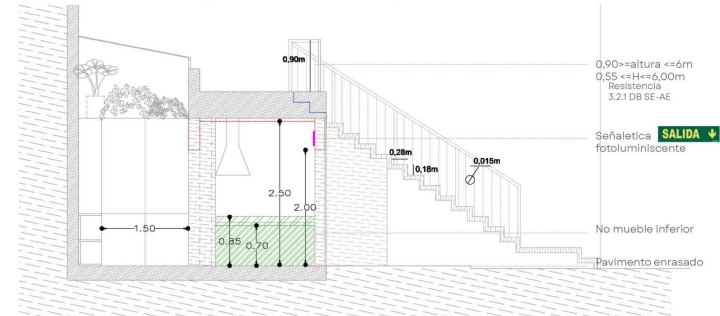 0,90m
0,90>=altura <=6m
0,55 <=H<=6,00m
Resistencia
3.2.1 DB SE-AE
Señaletica SALIDA
fotoluminiscente
0,28m
0,18m
0,015m
2.50
2.00
1.50
0.85
0.70
No mueble inferior
Pavimento enrasado